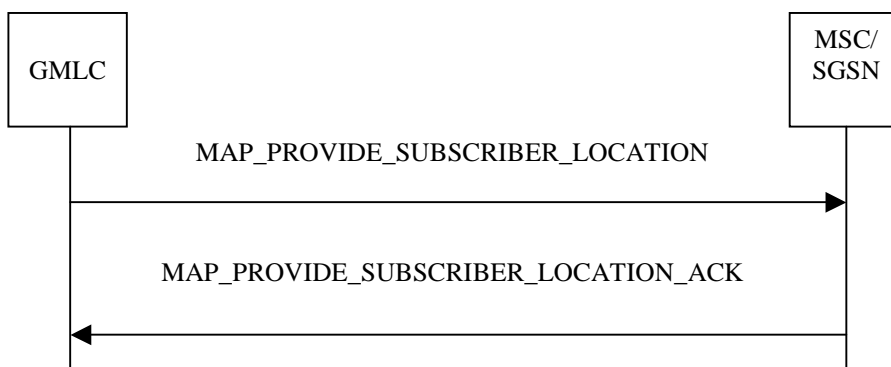 GMLC
MSC/
SGSN
MAP_PROVIDE_SUBSCRIBER_LOCATION
MAP_PROVIDE_SUBSCRIBER_LOCATION_ACK